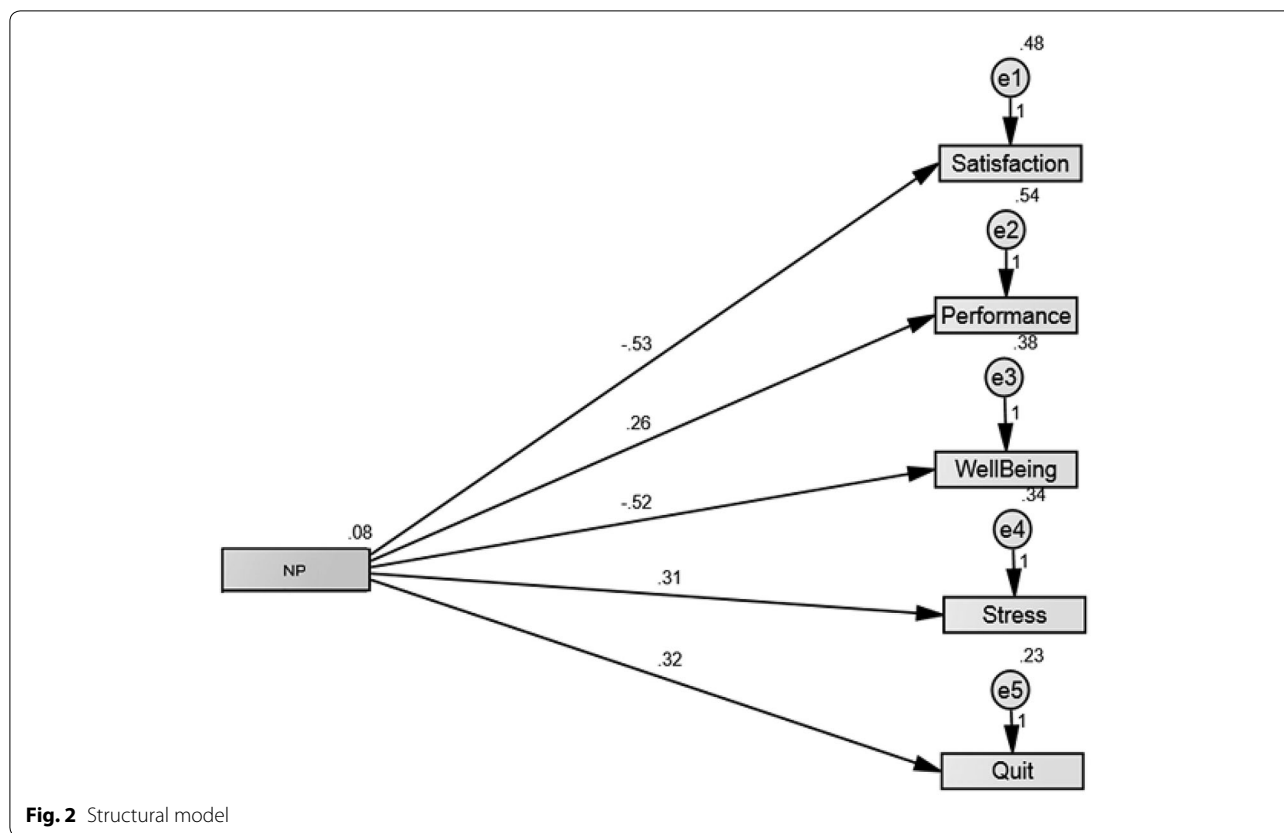 .48
e1
1
Satisfaction
.54
e2
1
Performance
-.53
.38
e3
.26
1
WellBeing
-.52
.34
.08
e4
1
NP
.31
Stress
.32
.23
e5
1
Quit
Fig. 2 Structural model